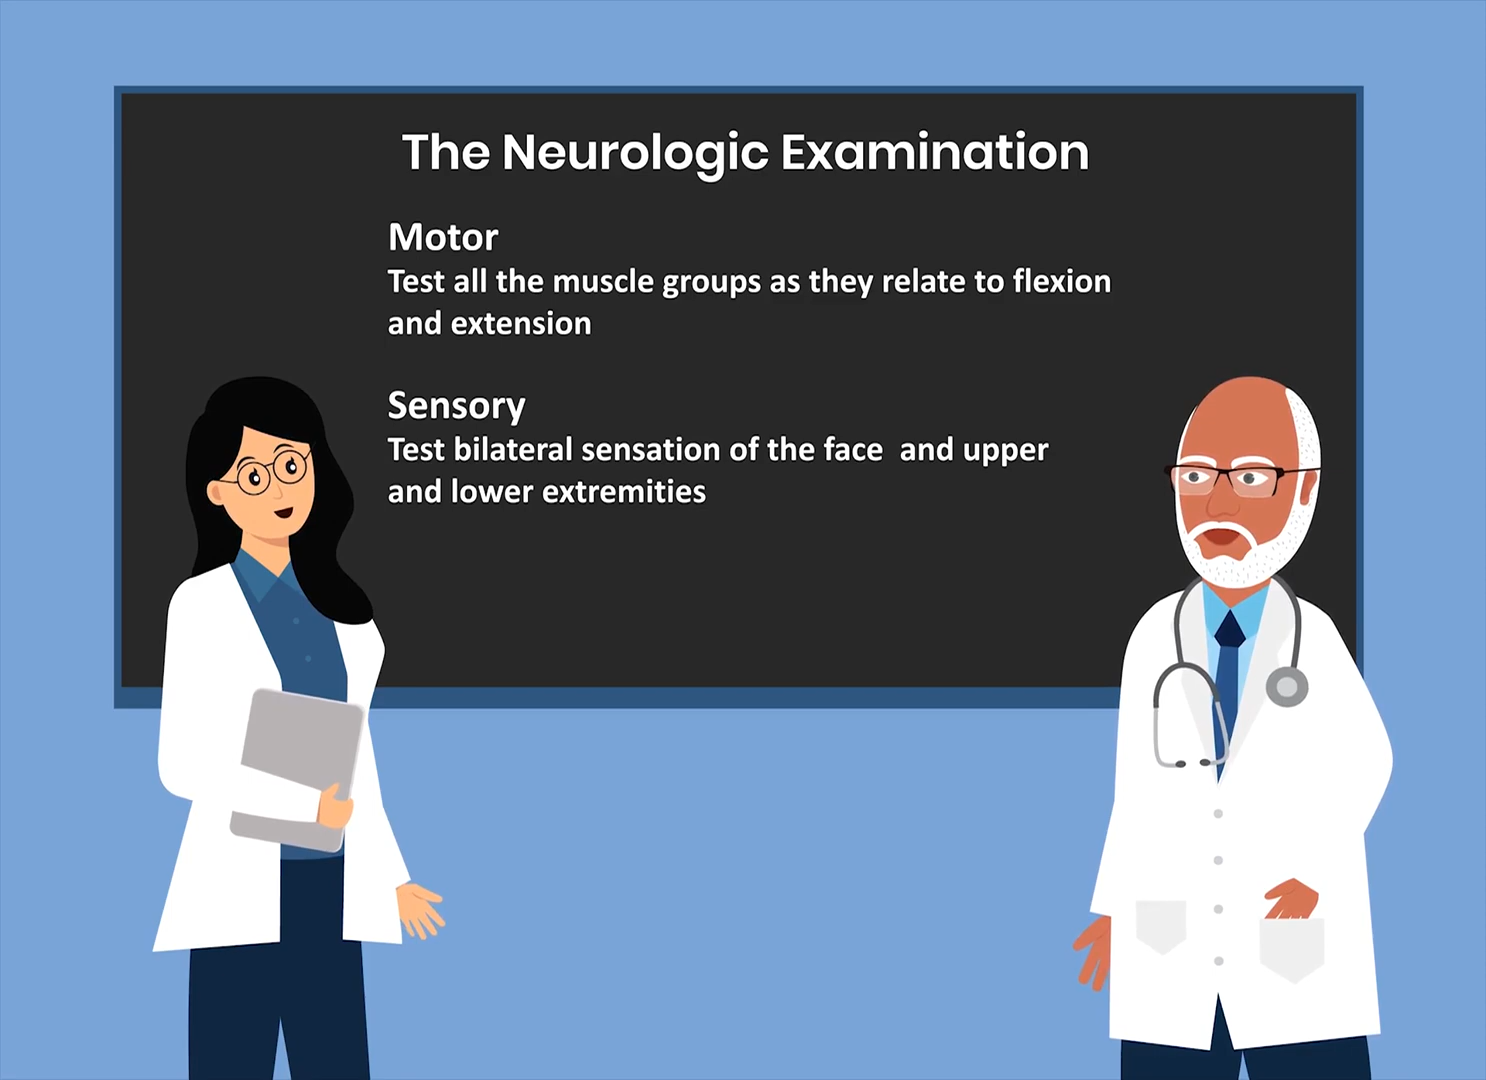 The Neurologic Examination
Motor
Test all the muscle groups as they relate to flexion
and extension
Sensory
Test bilateral sensation of the face  and upper
and lower extremities